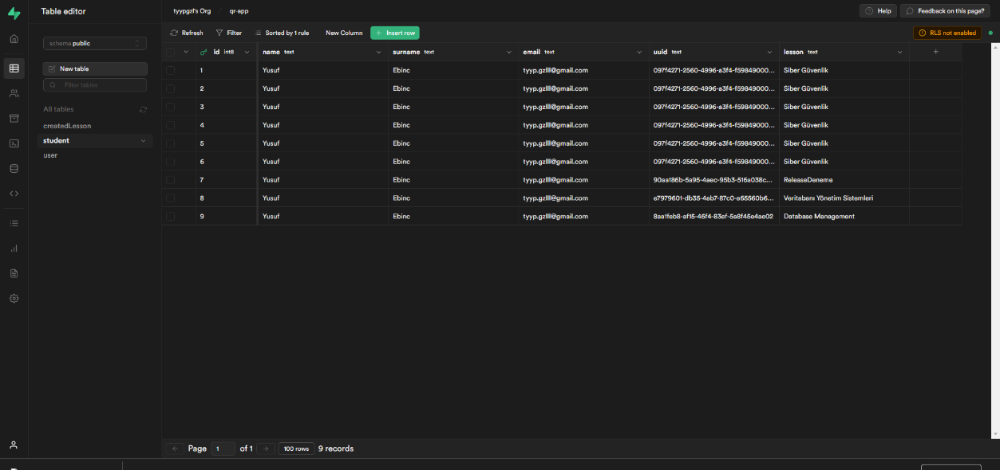 Table editor
tyypgzl's Org / qr-app
Help
Feedback on this page?
schema public
Refresh Filter Sorted by 1 rule New Column + Insert row RLS not enabled
New table
Filter tables
All tables
createdLesson
student
user
id int8 name text surname text email text uuid text lesson text +
1 Yusuf Ebinc tyyp.gzlll@gmail.com 097f4271-2560-4996-a3f4-f59849000... Siber Güvenlik
2 Yusuf Ebinc tyyp.gzlll@gmail.com 097f4271-2560-4996-a3f4-f59849000... Siber Güvenlik
3 Yusuf Ebinc tyyp.gzlll@gmail.com 097f4271-2560-4996-a3f4-f59849000... Siber Güvenlik
4 Yusuf Ebinc tyyp.gzlll@gmail.com 097f4271-2560-4996-a3f4-f59849000... Siber Güvenlik
5 Yusuf Ebinc tyyp.gzlll@gmail.com 097f4271-2560-4996-a3f4-f59849000... Siber Güvenlik
6 Yusuf Ebinc tyyp.gzlll@gmail.com 097f4271-2560-4996-a3f4-f59849000... Siber Güvenlik
7 Yusuf Ebinc tyyp.gzlll@gmail.com 90aa186b-5a95-4aec-95b3-516a038c... ReleaseDeneme
8 Yusuf Ebinc tyyp.gzlll@gmail.com e7979601-db35-4ab7-87c0-a65560b6... Veritabanı Yönetim Sistemleri
9 Yusuf Ebinc tyyp.gzlll@gmail.com 8aa1feb8-af15-46f4-83ef-5a8f45e4ae02 Database Management
Page 1 of 1 100 rows 9 records